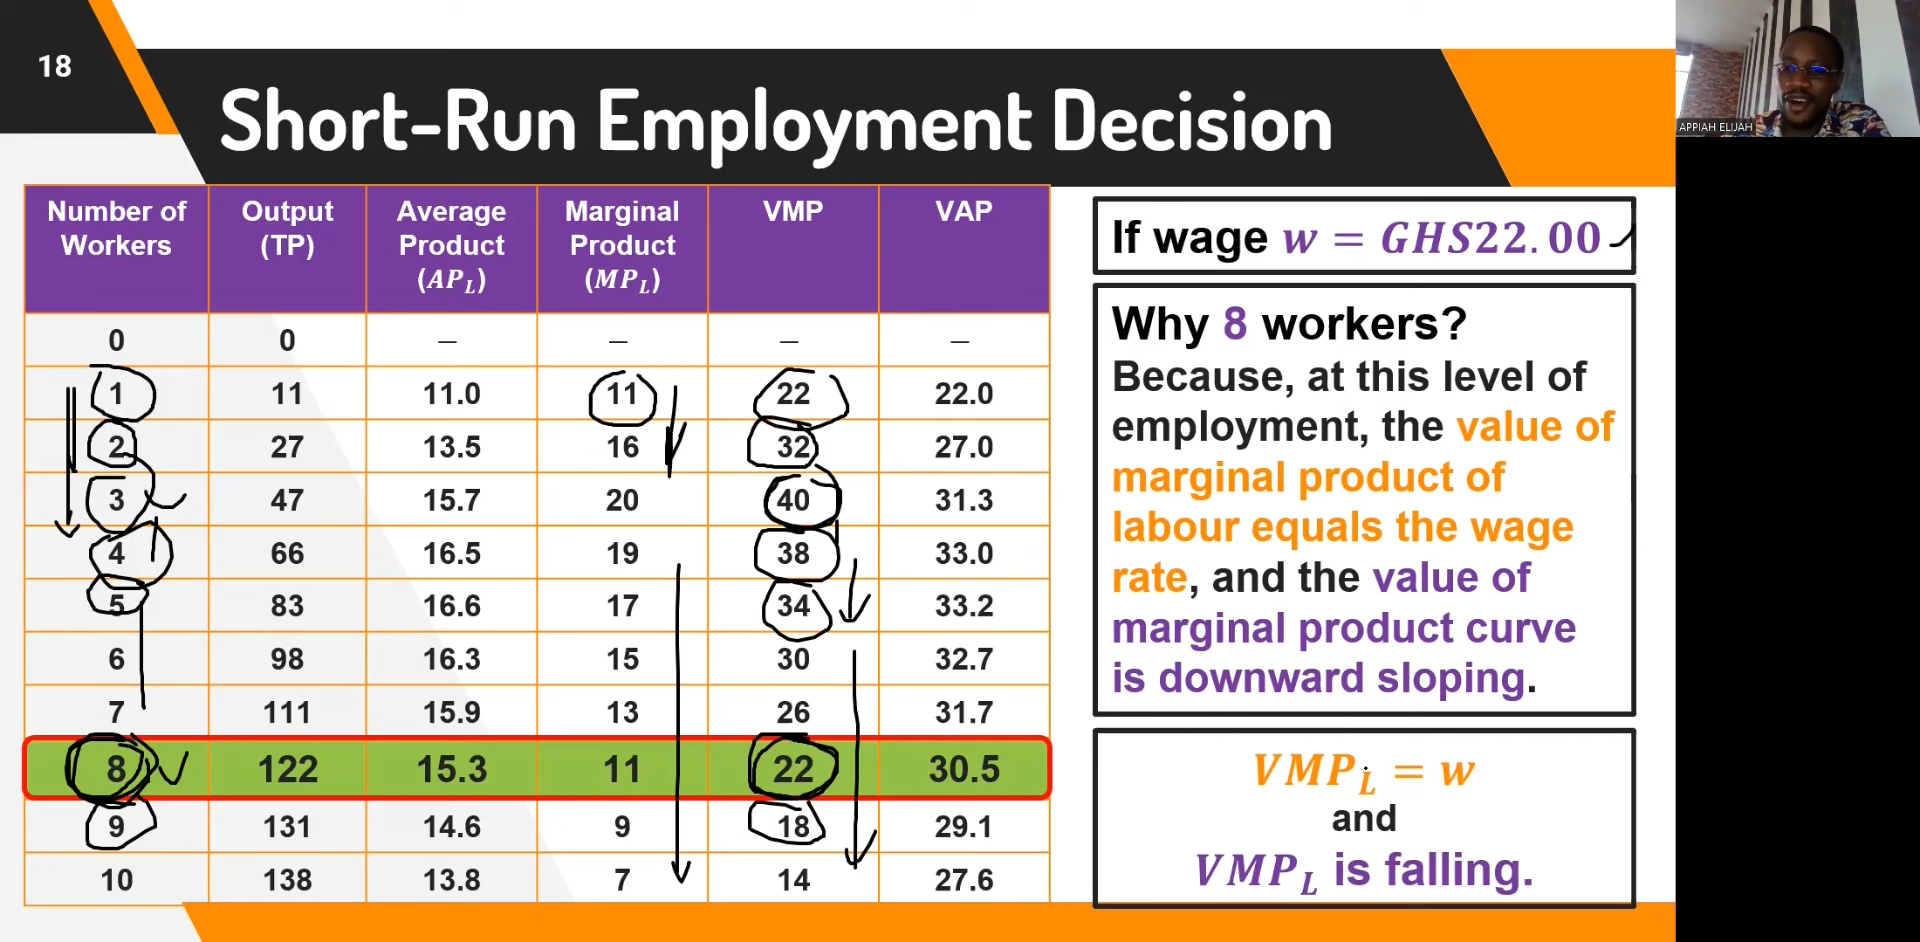 18
Short-Run Employment Decision
APPIAH ELIJAH
Number of Workers Output (TP) Average Product (APL) Marginal Product (MPL) VMP VAP
0 0 – – – –
1 11 11.0 11 22 22.0
2 27 13.5 16 32 27.0
3 47 15.7 20 40 31.3
4 66 16.5 19 38 33.0
5 83 16.6 17 34 33.2
6 98 16.3 15 30 32.7
7 111 15.9 13 26 31.7
8 122 15.3 11 22 30.5
9 131 14.6 9 18 29.1
10 138 13.8 7 14 27.6
If wage w = GHS22.00
Why 8 workers?
Because, at this level of
employment, the value of
marginal product of
labour equals the wage
rate, and the value of
marginal product curve
is downward sloping.
VMPL = w
and
VMPL is falling.